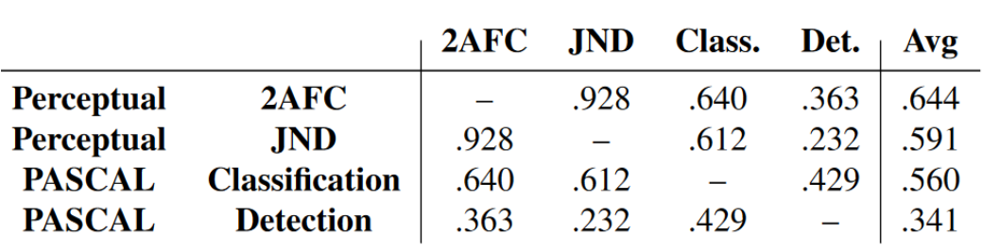 2AFC JND Class. Det. Avg
Perceptual 2AFC – .928 .640 .363 .644
Perceptual JND .928 – .612 .232 .591
PASCAL Classification .640 .612 – .429 .560
PASCAL Detection .363 .232 .429 – .341